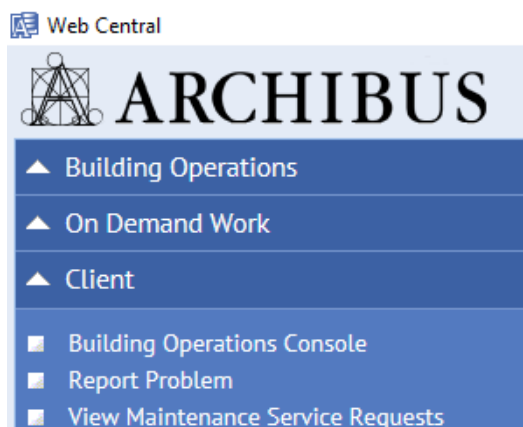 Web Central
ARCHIBUS
Building Operations
On Demand Work
Client
Building Operations Console
Report Problem
View Maintenance Service Requests